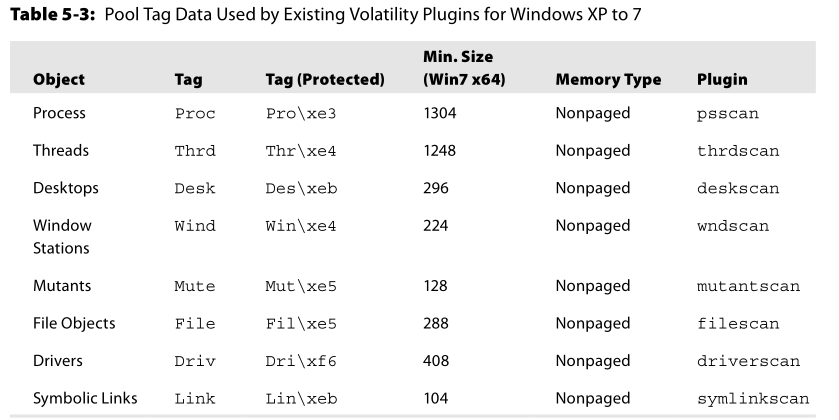 Table 5-3: Pool Tag Data Used by Existing Volatility Plugins for Windows XP to 7
Min. Size
Object Tag Tag (Protected) (Win7 x64) Memory Type Plugin
Process Proc Pro\xe3 1304 Nonpaged psscan
Threads Thrd Thr\xe4 1248 Nonpaged thrdscan
Desktops Desk Des\xeb 296 Nonpaged deskscan
Window Wind Win\xe4 224 Nonpaged wndscan
Stations
Mutants Mute Mut\xe5 128 Nonpaged mutantscan
File Objects File Fil\xe5 288 Nonpaged filescan
Drivers Driv Dri\xf6 408 Nonpaged driverscan
Symbolic Links Link Lin\xeb 104 Nonpaged symlinkscan